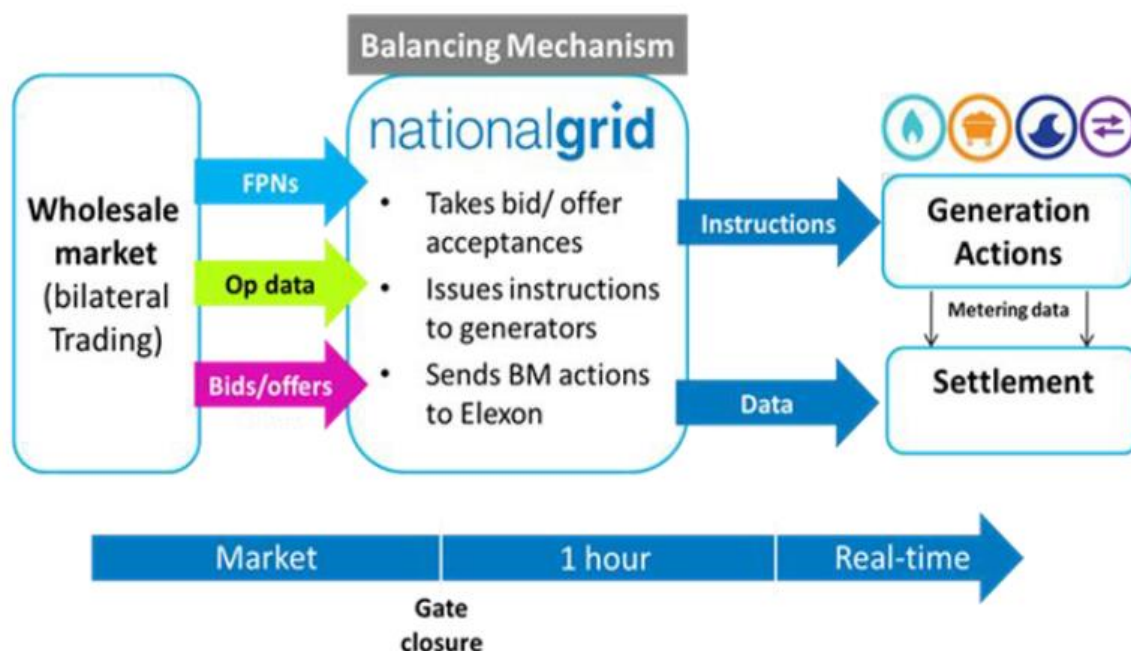 Balancing Mechanism
Wholesale
market
(bilateral
Trading)
FPNs
Op data
Bids/offers
nationalgrid
• Takes bid/ offer
acceptances
• Issues instructions
to generators
• Sends BM actions
to Elexon
Instructions
Data
Generation
Actions
Metering data
Settlement
Market
1 hour
Real-time
Gate
closure